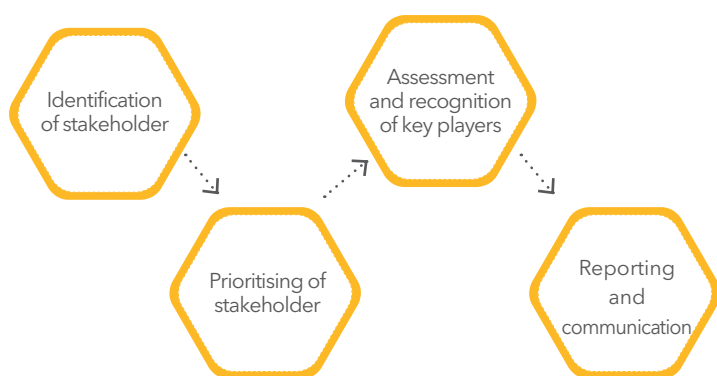 Identification
of stakeholder
Prioritising of
stakeholder
Assessment
and recognition
of key players
Reporting
and
communication